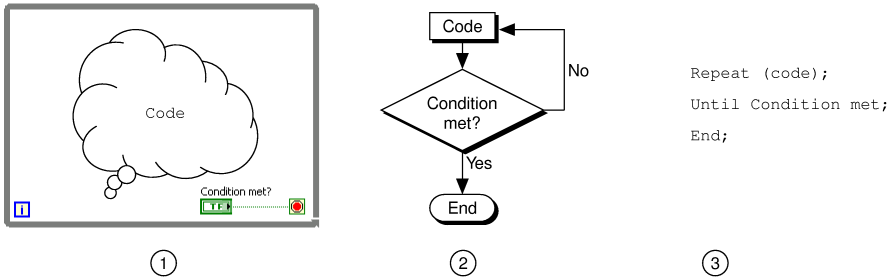 Code
Condition met?
TF
i
1
Code
No
Condition
met?
Yes
End
2
Repeat (code);
Until Condition met;
End;
3